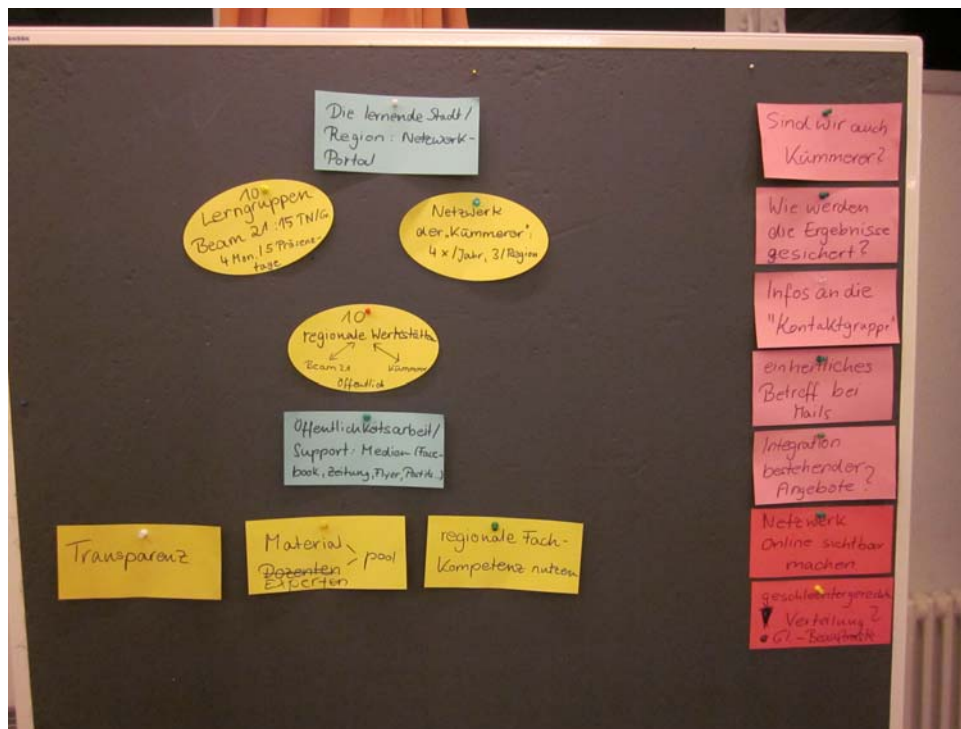 Die lernende Stadt/
Region: Netzwerk-
Portal
10
Lerngruppen
Beam 21: 15 TN/G.
4 Mon./5 Präsenz-
tage
Netzwerk
der "Kümmerer":
4x/Jahr, 3/Region
10
regionale Werkstätten
Beam 21
Kümmerer
Öffentlich
Öffentlichkeitsarbeit/
Support: Medien (Face-
book, Zeitung, Flyer,
Transparenz
Material
Dozenten
Experten
pool
regionale Fach-
Kompetenz nutzen
Sind wir auch
Kümmerer?
Wie werden
die Ergebnisse
gesichert?
Infos an die
"Kontaktgruppe"
einheitliches
Betreff bei
Mails
Integration
bestehender
Angebote?
Netzwerk
Online sichtbar
machen
Verteilung?